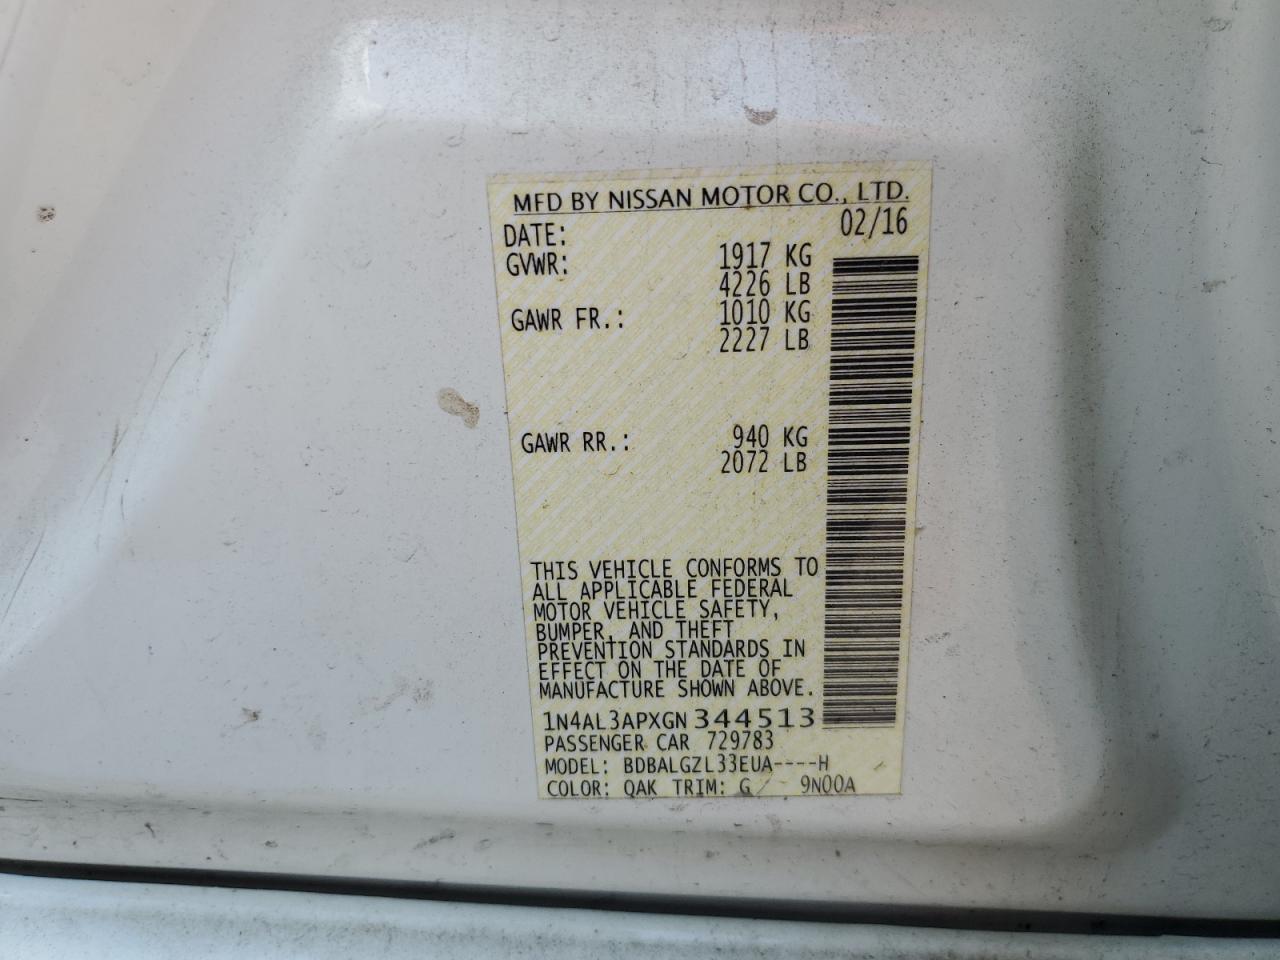 MFD BY NISSAN MOTOR CO., LTD.
DATE: 02/16
GVWR: 1917 KG
4226 LB
GAWR FR.: 1010 KG
2227 LB
GAWR RR.: 940 KG
2072 LB
THIS VEHICLE CONFORMS TO
ALL APPLICABLE FEDERAL
MOTOR VEHICLE SAFETY,
BUMPER, AND THEFT
PREVENTION STANDARDS IN
EFFECT ON THE DATE OF
MANUFACTURE SHOWN ABOVE.
1N4AL3APXGN344513
PASSENGER CAR 729783
MODEL: BDBALGZL33EUA----H
COLOR: QAK TRIM: G/ 9N00A